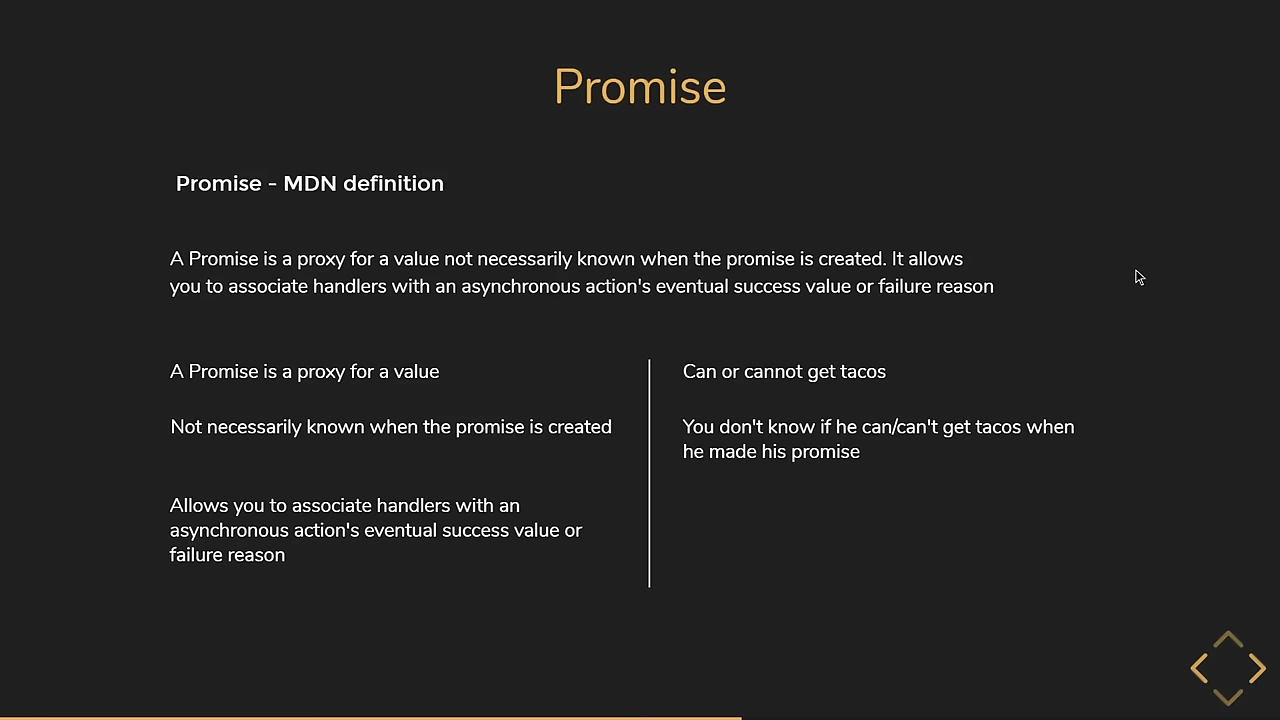 Promise
Promise - MDN definition
A Promise is a proxy for a value not necessarily known when the promise is created. It allows
you to associate handlers with an asynchronous action's eventual success value or failure reason
A Promise is a proxy for a value
Can or cannot get tacos
Not necessarily known when the promise is created
You don't know if he can/can't get tacos when
he made his promise
Allows you to associate handlers with an
asynchronous action's eventual success value or
failure reason